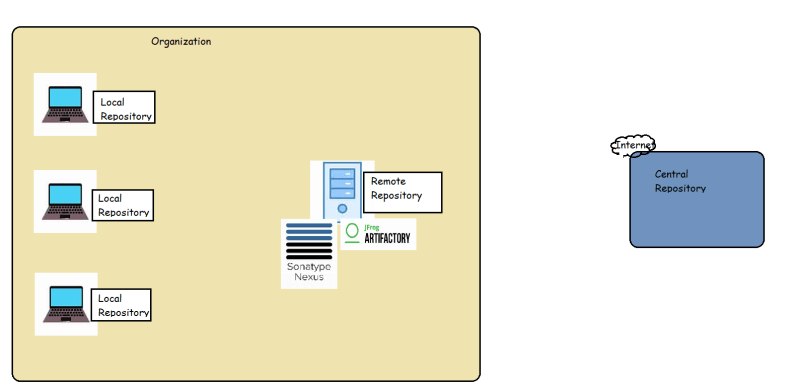 Organization
Local
Repository
Local
Repository
Local
Repository
Remote
Repository
JFrog
ARTIFACTORY
Sonatype
Nexus
Internet
Central
Repository